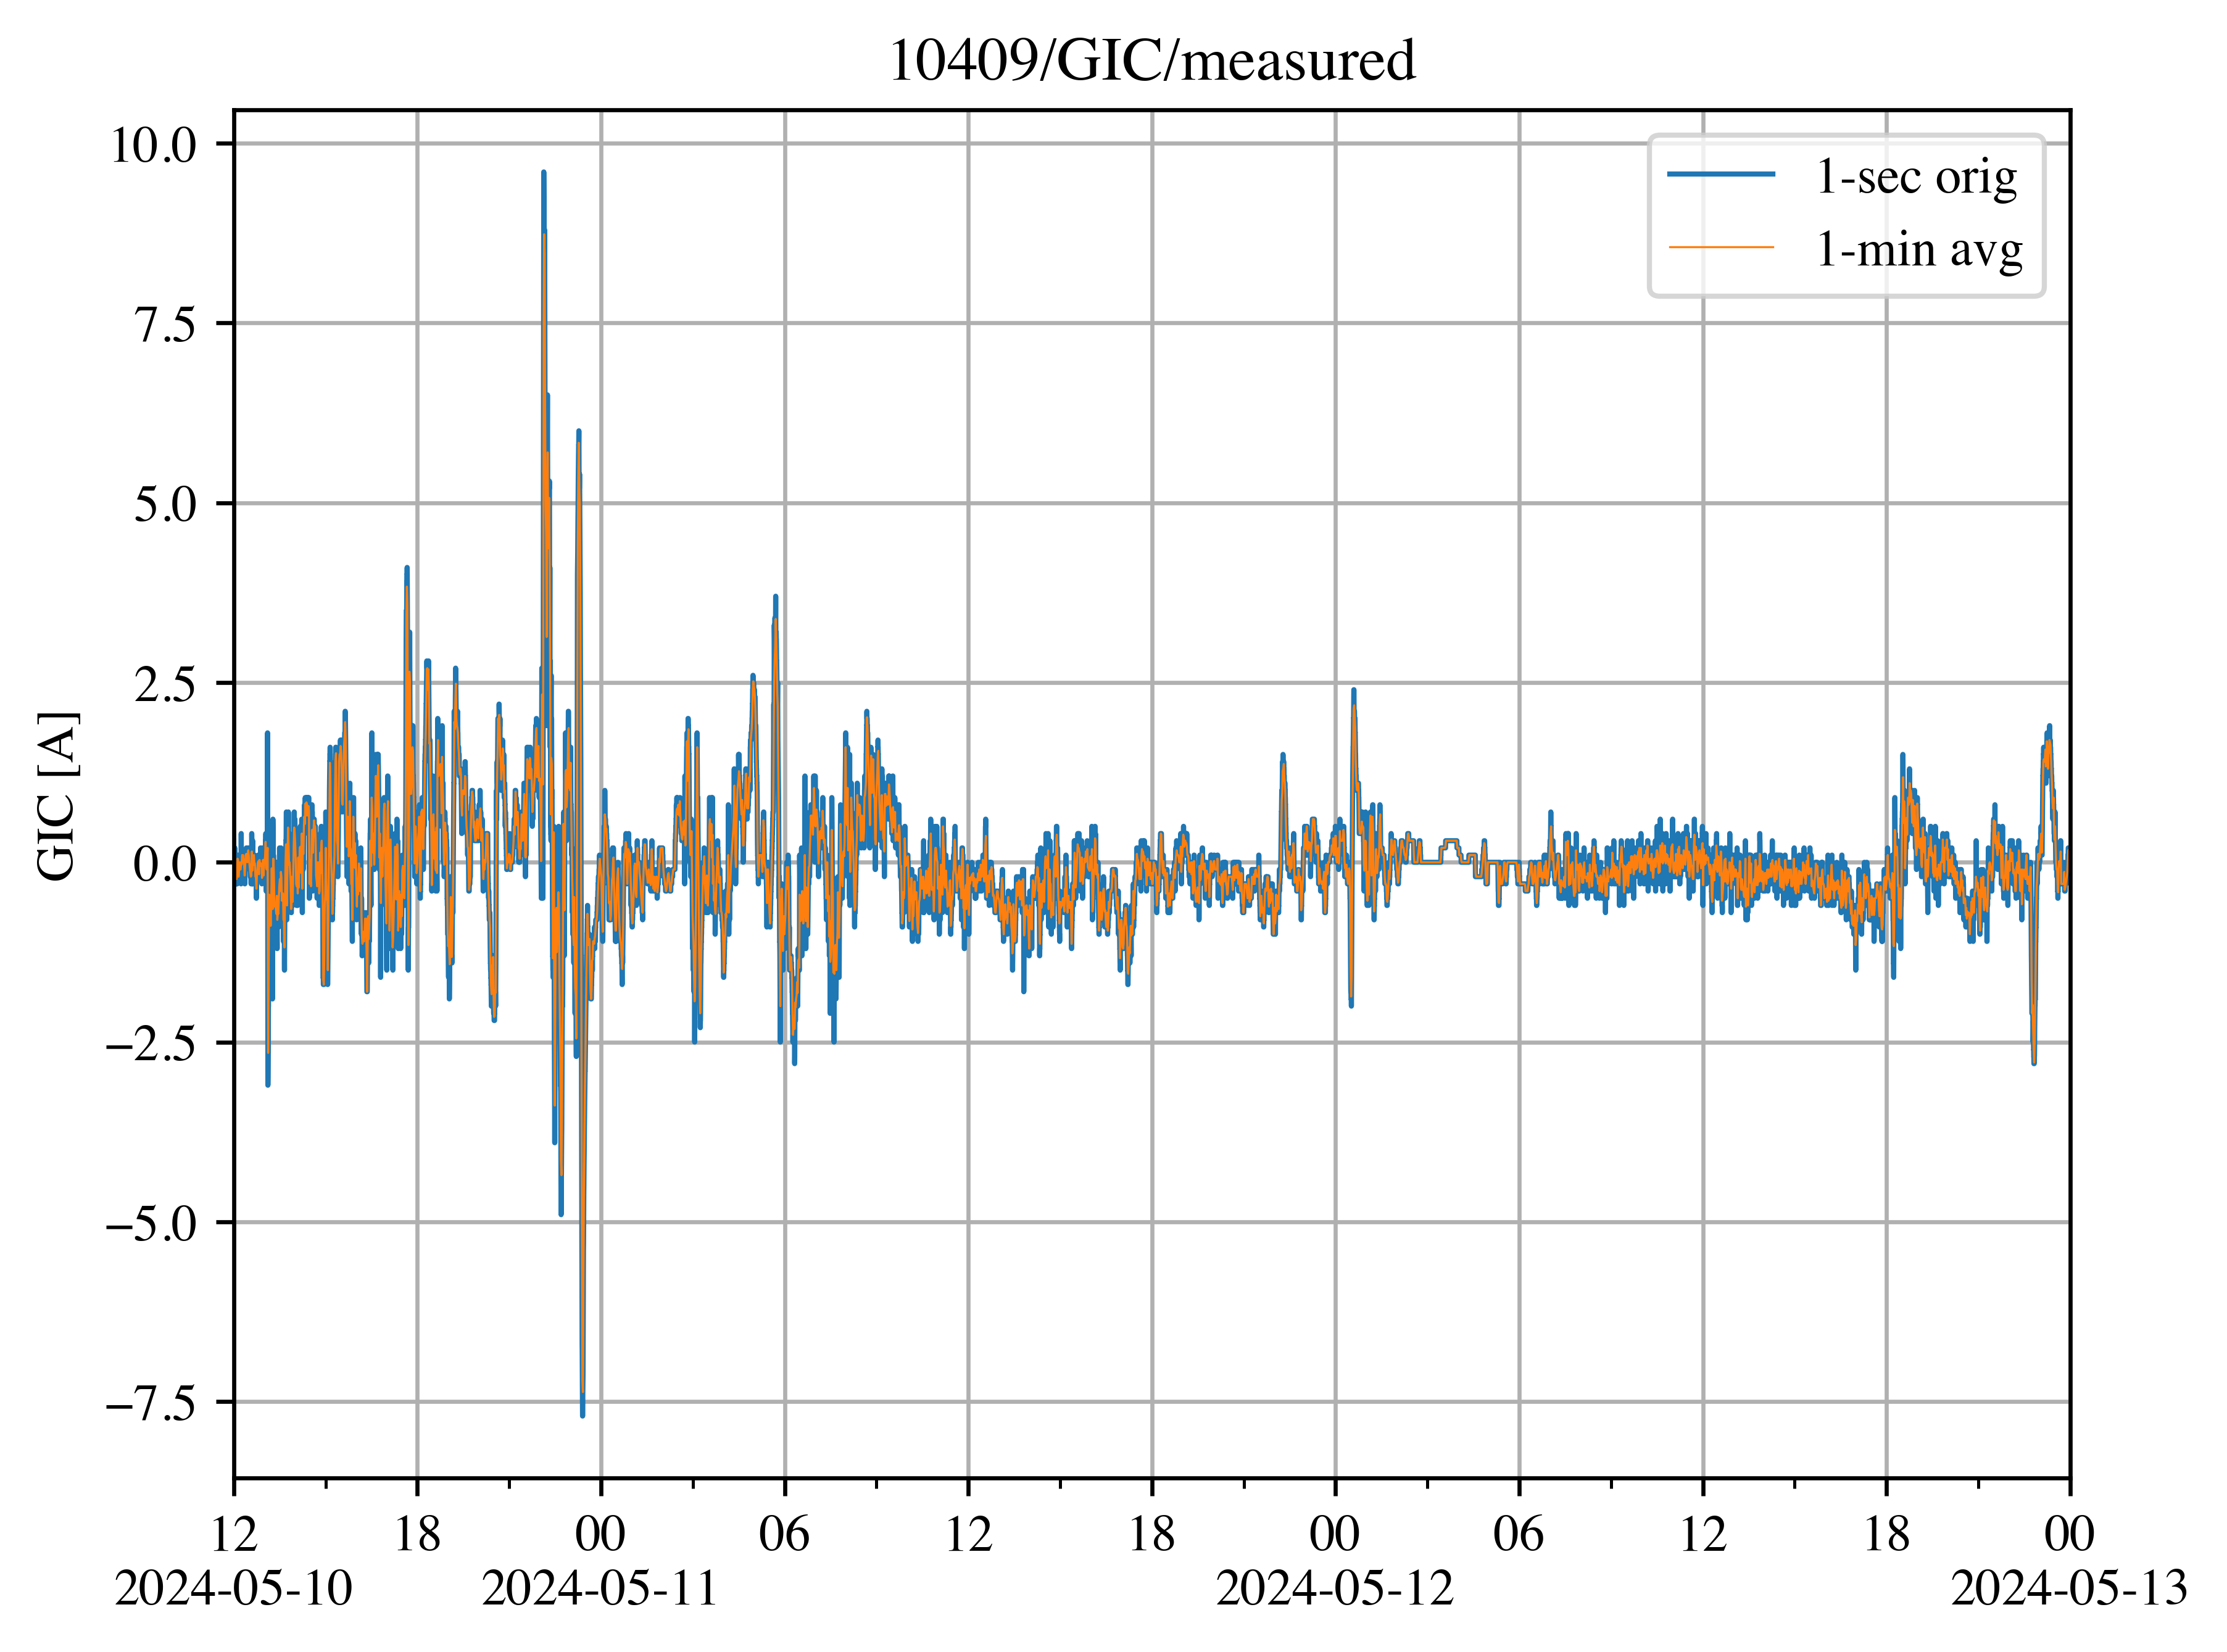 10409/GIC/measured
10.0
7.5
5.0
2.5
0.0
−2.5
−5.0
−7.5
GIC [A]
1-sec orig
1-min avg
12 18 00 06 12 18 00 06 12 18 00
2024-05-10 2024-05-11 2024-05-12 2024-05-13